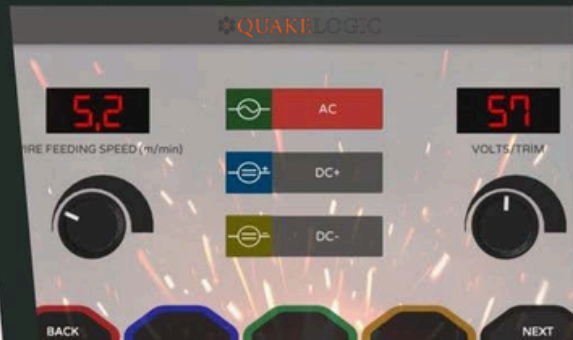 QUAKELOGIC
5,2
AC
57
IRE FEEDING SPEED (m/min)
VOLTS/TRIM
DC+
DC-
BACK
NEXT